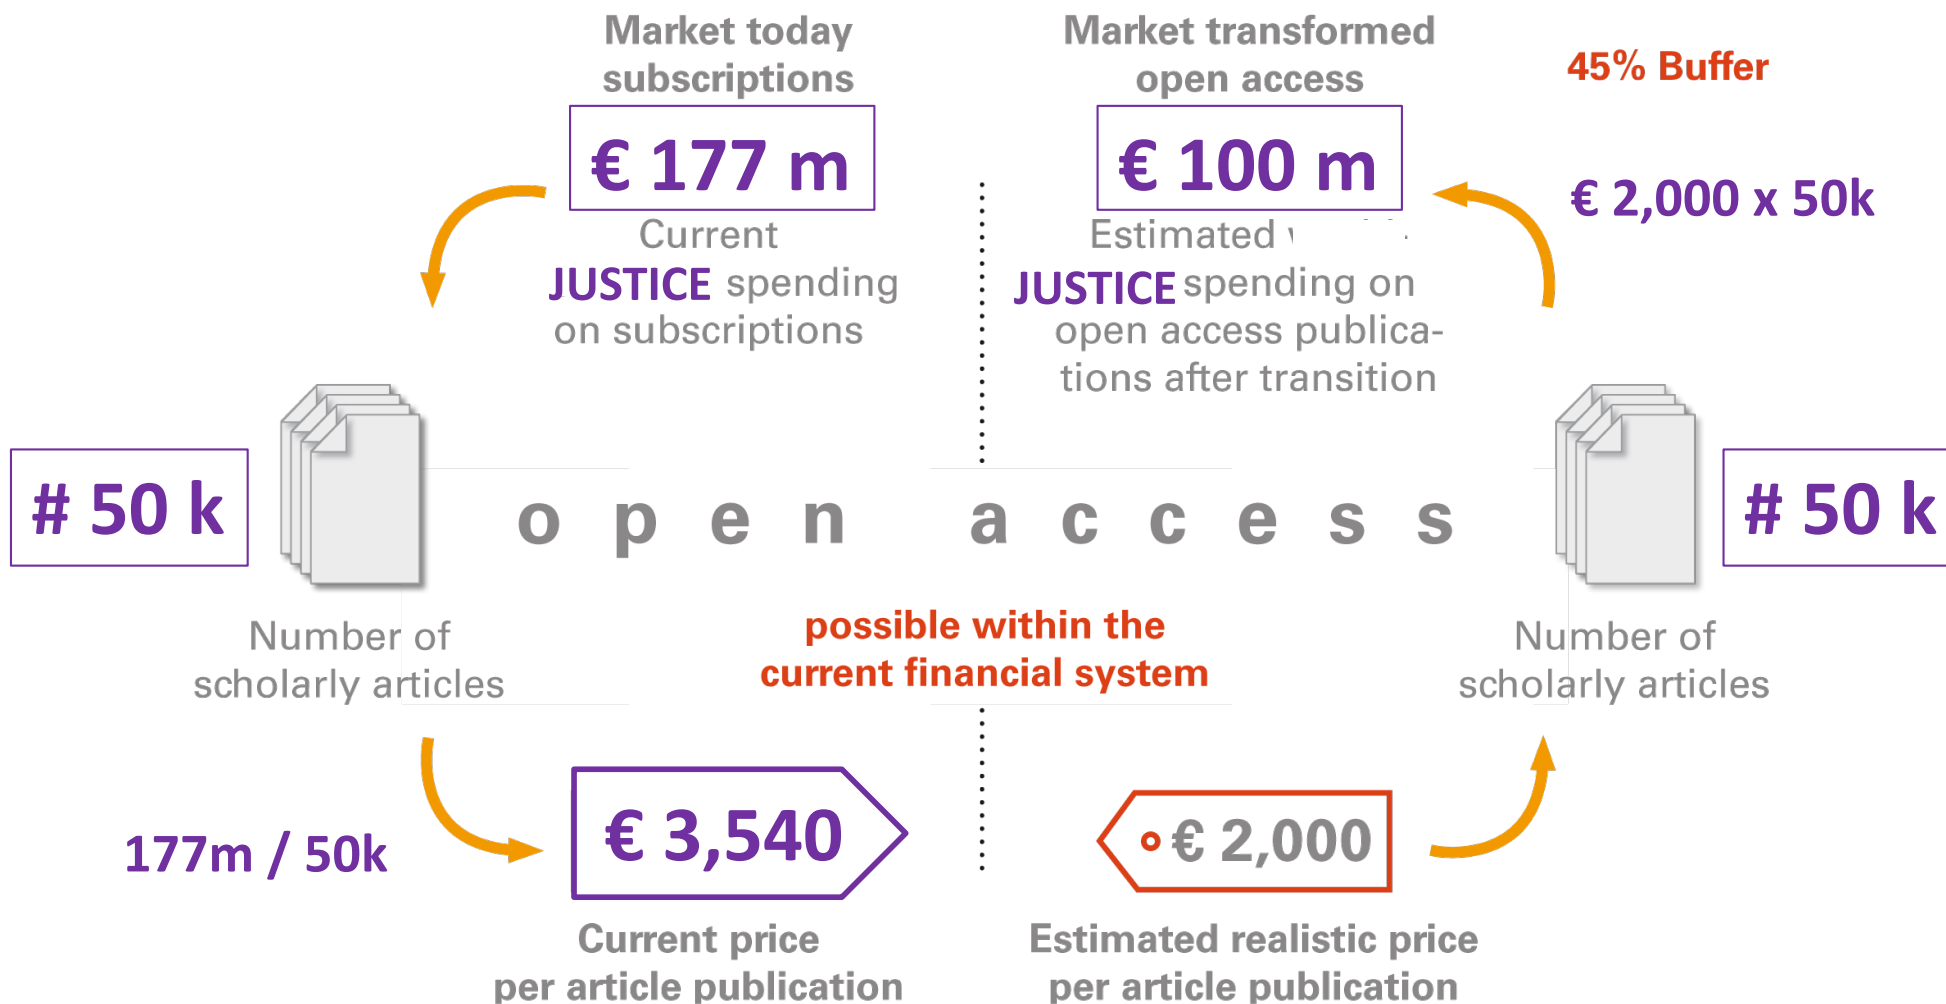 Market today
subscriptions
€ 177 m
Current
JUSTICE spending
on subscriptions
Market transformed
open access
€ 100 m
Estimated
JUSTICE spending on
open access publica-
tions after transition
45% Buffer
€ 2,000 x 50k
# 50 k
Number of
scholarly articles
open access
possible within the
current financial system
# 50 k
Number of
scholarly articles
177m / 50k
€ 3,540
Current price
per article publication
€ 2,000
Estimated realistic price
per article publication